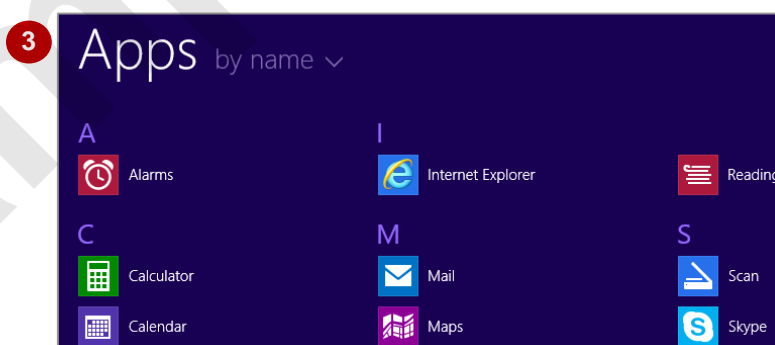 3
Apps by name
A
Alarms
C
Calculator
Calendar
I
Internet Explorer
M
Mail
Maps
Reading
S
Scan
Skype